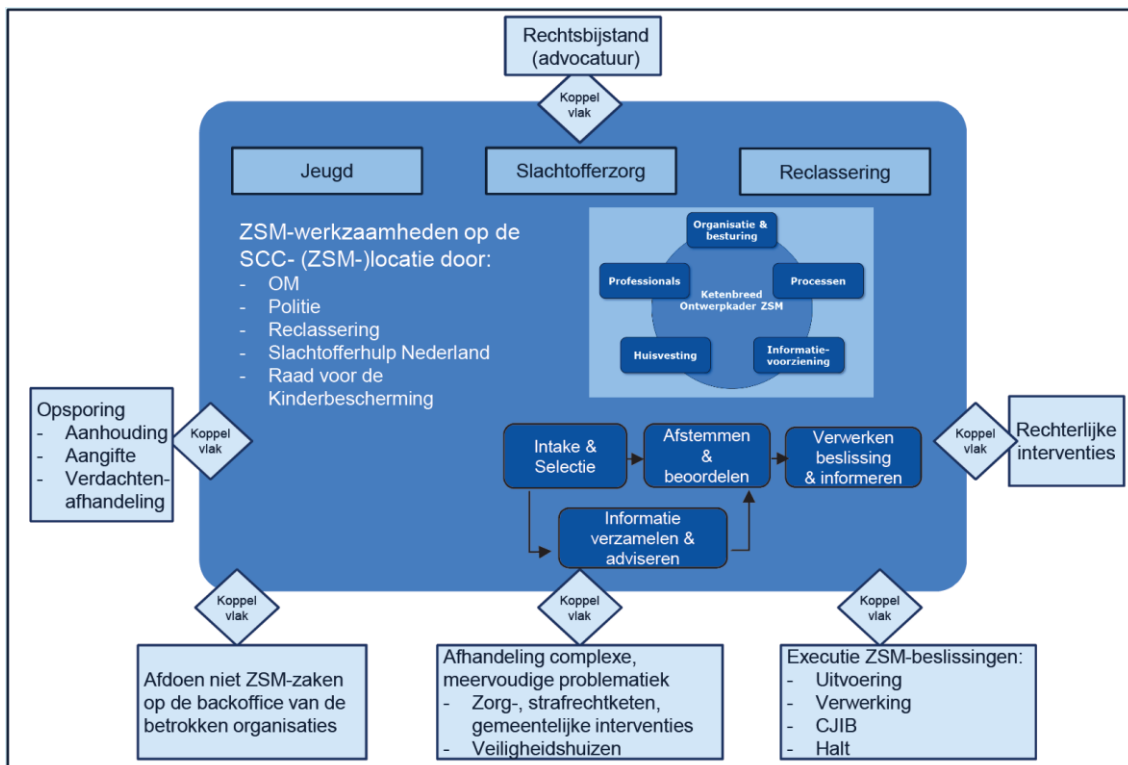 Rechtsbijstand
(advocatuur)
Koppel
vlak
Jeugd
Slachtofferzorg
Reclassering
ZSM-werkzaamheden op de
SCC- (ZSM-)locatie door:
- OM
- Politie
- Reclassering
- Slachtofferhulp Nederland
- Raad voor de
Kinderbescherming
Organisatie &
besturing
Professionals
Processen
Ketenbreed
Ontwerpkader ZSM
Huisvesting
Informatie-
voorziening
Opsporing
- Aanhouding
- Aangifte
- Verdachten-
afhandeling
Koppel
vlak
Intake &
Selectie
Afstemmen
&
beoordelen
Verwerken
beslissing
& informeren
Informatie
verzamelen &
adviseren
Koppel
vlak
Rechterlijke
interventies
Koppel
vlak
Koppel
vlak
Koppel
vlak
Afdoen niet ZSM-zaken
op de backoffice van de
betrokken organisaties
Afhandeling complexe,
meervoudige problematiek
- Zorg-, strafrechtketen,
gemeentelijke interventies
- Veiligheidshuizen
Executie ZSM-beslissingen:
- Uitvoering
- Verwerking
- CJIB
- Halt